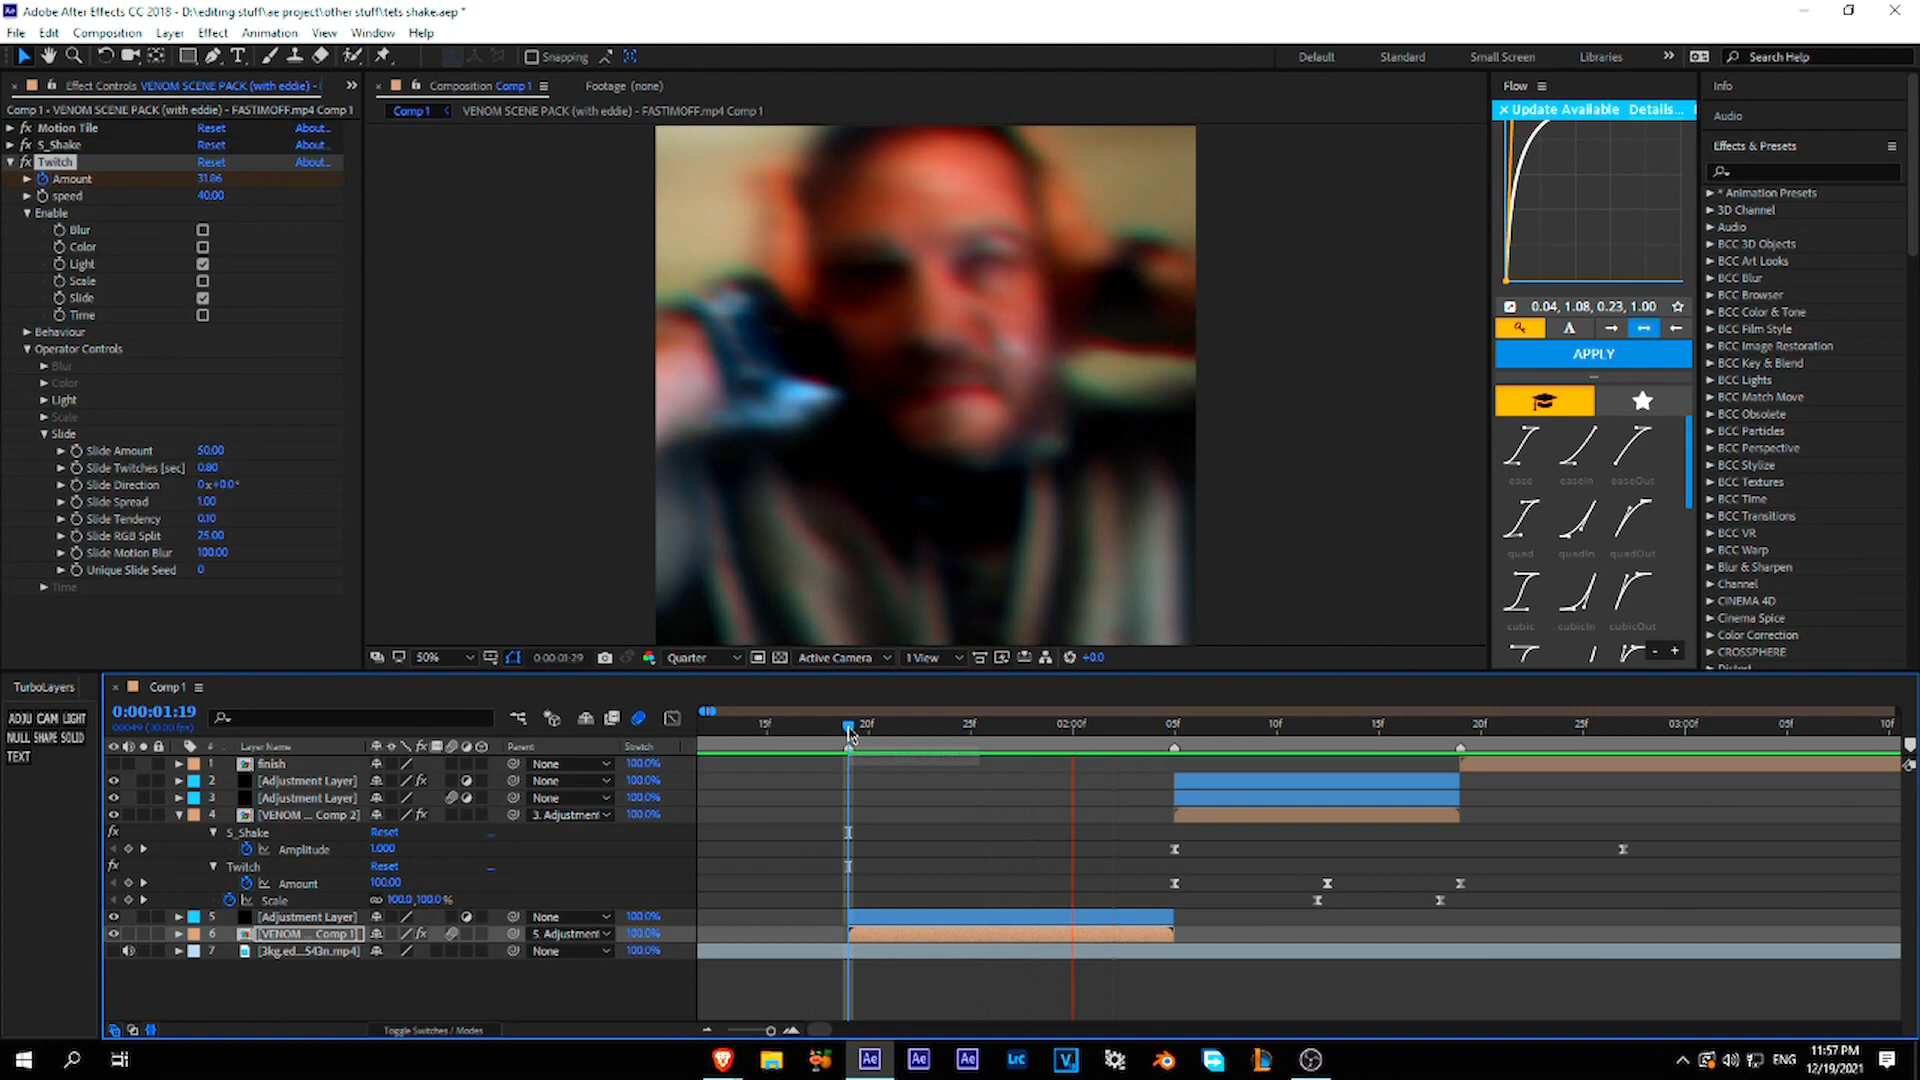 Adobe After Effects CC 2018 - D:\editing stuff\ae project\other stuff\tets shake.aep *
File Edit Composition Layer Effect Animation View Window Help
Snapping
Default Standard Small Screen Libraries Search Help
Effect Controls VENOM SCENE PACK (with eddie) -
Comp 1 - VENOM SCENE PACK (with eddie) - FASTIMOFF.mp4 Comp 1
fx Motion Tile Reset About...
fx S_Shake Reset About...
fx Twitch Reset About...
Amount 31.86
speed 40.00
Enable
Blur
Color
Light
Scale
Slide
Time
Behaviour
Operator Controls
Blur
Color
Light
Scale
Slide
Slide Amount 50.00
Slide Twitches [sec] 0.80
Slide Direction 0x+0.0°
Slide Spread 1.00
Slide Tendency 0.10
Slide RGB Split 25.00
Slide Motion Blur 100.00
Unique Slide Seed 0
Time
Composition Comp 1 Footage (none)
Comp 1 VENOM SCENE PACK (with eddie) - FASTIMOFF.mp4 Comp 1
50% 0:00:01:29 Quarter Active Camera 1 View +0.0
Flow
Update Available Details...
0.04, 1.08, 0.23, 1.00
A
APPLY
ease easeIn easeOut
quad quadIn quadOut
cubic cubicIn cubicOut
Info
Audio
Effects & Presets
* Animation Presets
3D Channel
Audio
BCC 3D Objects
BCC Art Looks
BCC Blur
BCC Browser
BCC Color & Tone
BCC Film Style
BCC Image Restoration
BCC Key & Blend
BCC Lights
BCC Match Move
BCC Obsolete
BCC Particles
BCC Perspective
BCC Stylize
BCC Textures
BCC Time
BCC Transitions
BCC VR
BCC Warp
Blur & Sharpen
Channel
CINEMA 4D
Cinema Spice
Color Correction
CROSSPHERE
Distort
TurboLayers
ADJU CAM LIGHT
NULL SHAPE SOLID
TEXT
Comp 1
0:00:01:19
00049 (30.00 fps)
15f 20f 25f 02:00f 05f 10f 15f 20f 25f 03:00f 05f 10f
# Layer Name Parent Stretch
1 finish None 100.0%
2 [Adjustment Layer] fx None 100.0%
3 [Adjustment Layer] None 100.0%
4 [VENOM ... Comp 2] fx 3. Adjustment 100.0%
fx S_Shake Reset
Amplitude 1.000
fx Twitch Reset
Amount 100.00
Scale 100.0,100.0%
5 [Adjustment Layer] None 100.0%
6 [VENOM ... Comp 1] fx 5. Adjustment 100.0%
7 [3kg.ed...543n.mp4] None 100.0%
Toggle Switches / Modes
Ae Ae Ae Lrc V
ENG
11:57 PM
12/19/2021